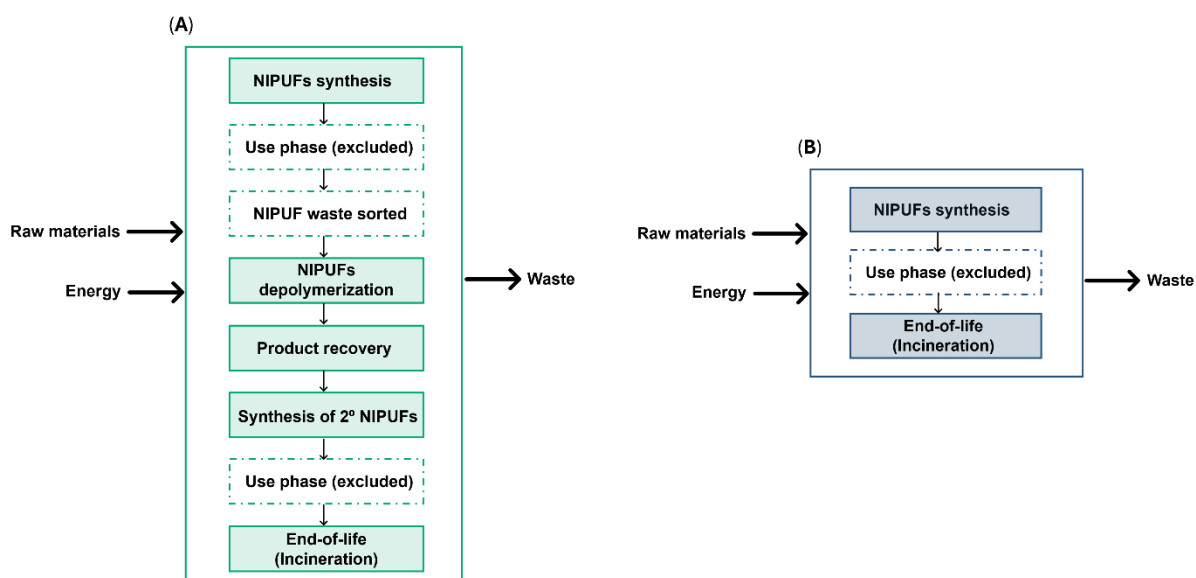 (A)
NIPUFs synthesis
Use phase (excluded)
NIPUF waste sorted
Raw materials
Energy
NIPUFs
depolymerization
Waste
Product recovery
Synthesis of 2º NIPUFs
Use phase (excluded)
End-of-life
(Incineration)
(B)
NIPUFs synthesis
Raw materials
Use phase (excluded)
Energy
Waste
End-of-life
(Incineration)